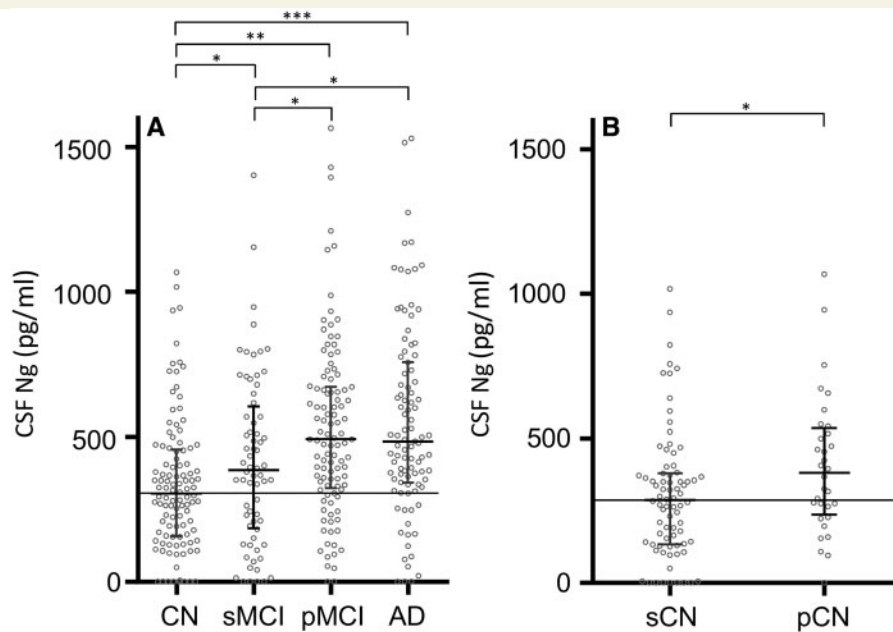 ***
**
*
*
*
*
A
B
1500
1000
500
0
CSF Ng (pg/ml)
CN sMCI pMCI AD
1500
1000
500
0
CSF Ng (pg/ml)
sCN pCN